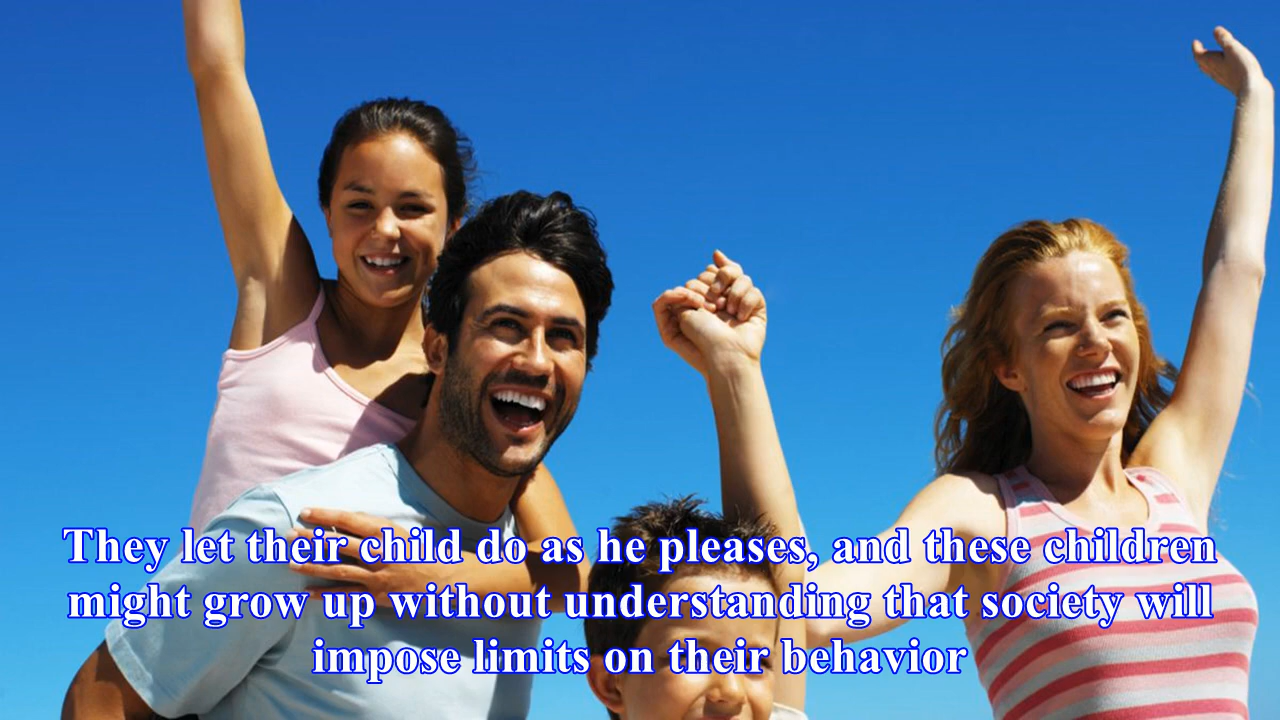 They let their child do as he pleases, and these children
might grow up without understanding that society will
impose limits on their behavior